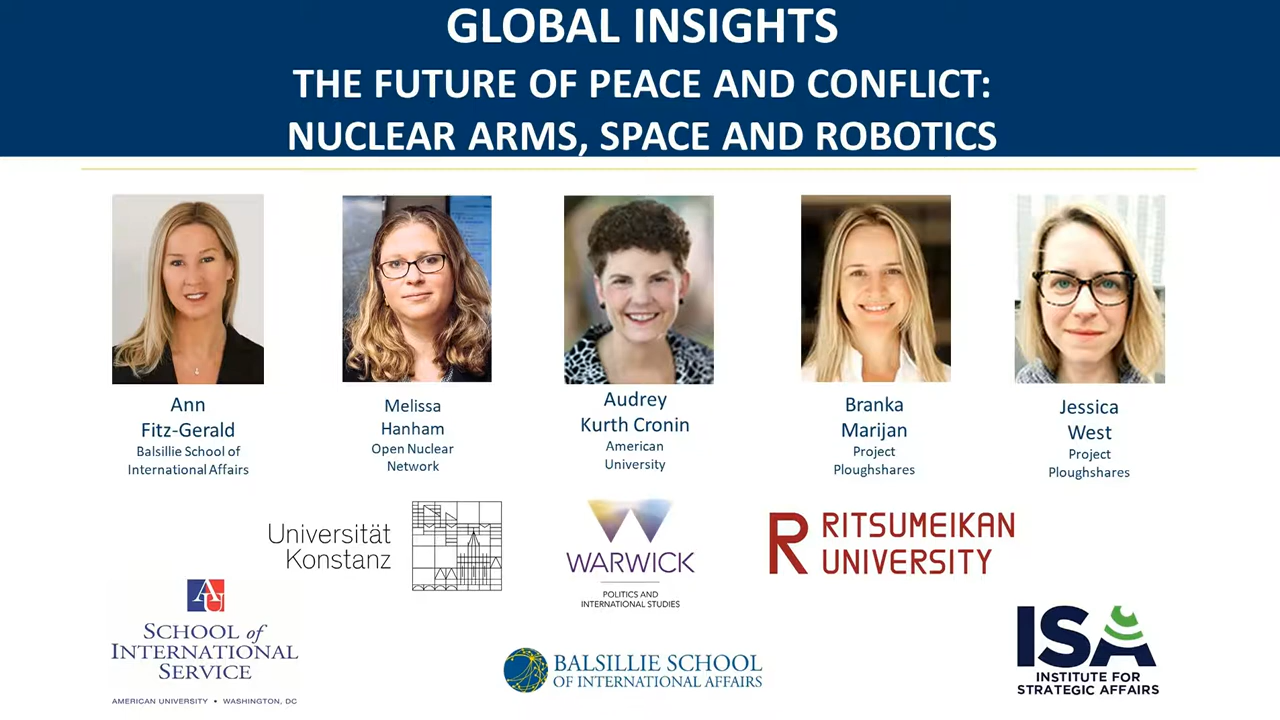 GLOBAL INSIGHTS
THE FUTURE OF PEACE AND CONFLICT:
NUCLEAR ARMS, SPACE AND ROBOTICS
Ann
Fitz-Gerald
Balsillie School of
International Affairs
Melissa
Hanham
Open Nuclear
Network
Audrey
Kurth Cronin
American
University
Branka
Marijan
Project
Ploughshares
Jessica
West
Project
Ploughshares
Universität
Konstanz
WARWICK
POLITICS AND
INTERNATIONAL STUDIES
R RITSUMEIKAN
UNIVERSITY
AU
SCHOOL of
INTERNATIONAL
SERVICE
AMERICAN UNIVERSITY • WASHINGTON, DC
BALSILLIE SCHOOL
OF INTERNATIONAL AFFAIRS
ISA
INSTITUTE FOR
STRATEGIC AFFAIRS